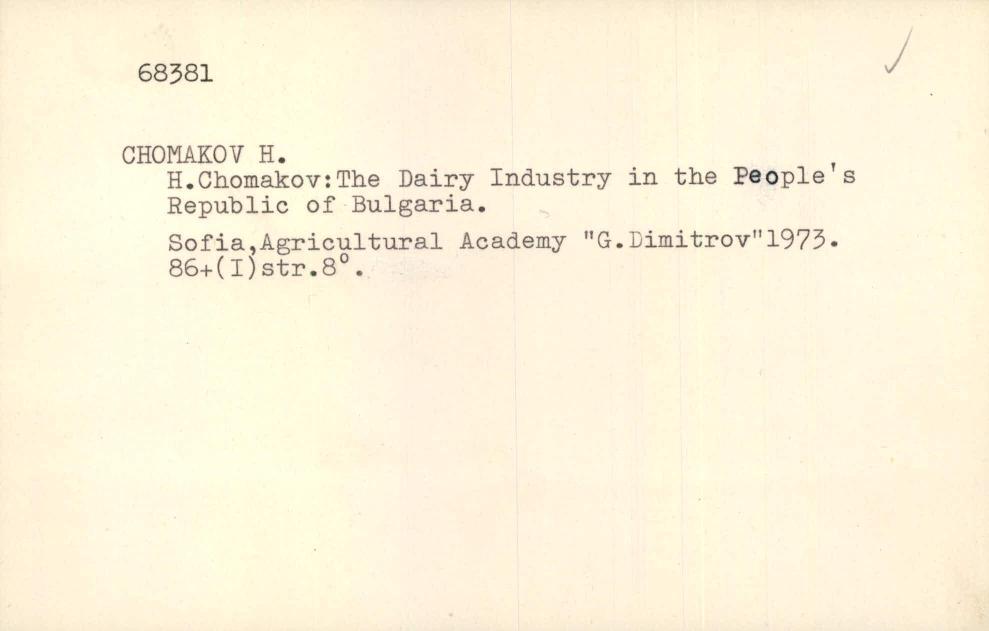 68381
CHOMAKOV H.
H.Chomakov:The Dairy Industry in the People's
Republic of Bulgaria.
Sofia,Agricultural Academy "G.Dimitrov"1973.
86+(I)str.8°.